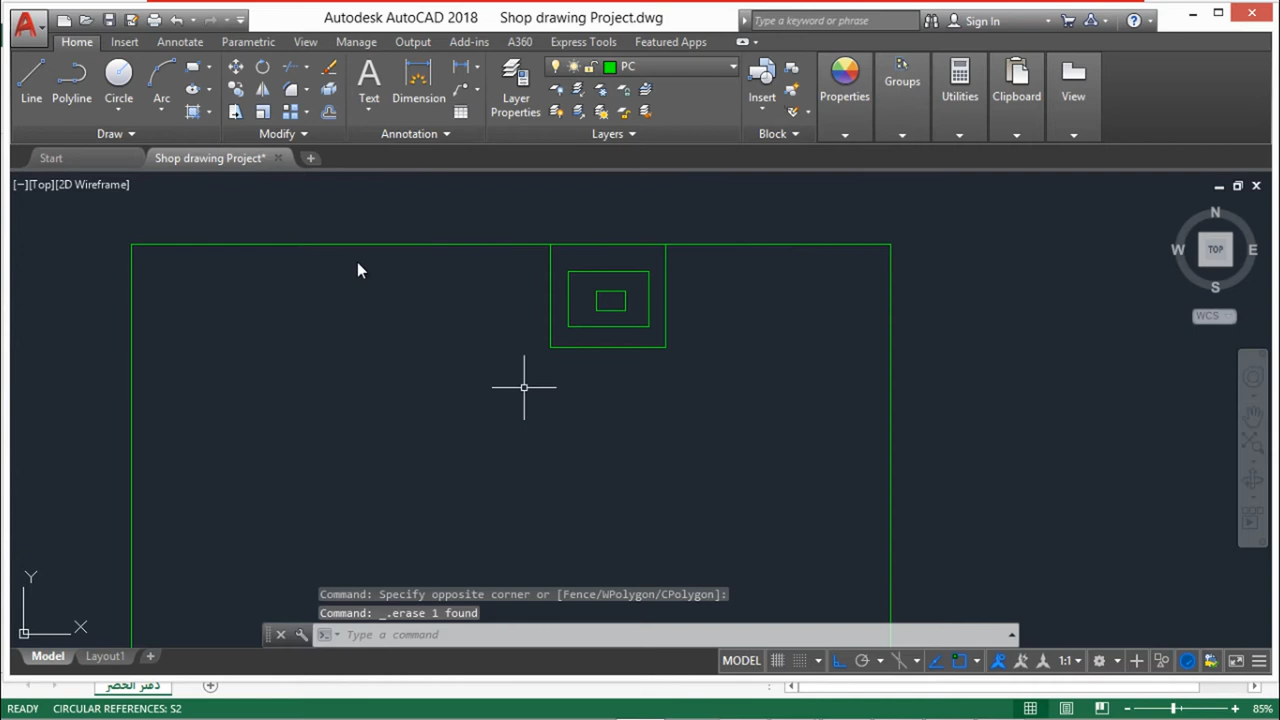 Autodesk AutoCAD 2018 Shop drawing Project.dwg
Type a keyword or phrase
Sign In
Home Insert Annotate Parametric View Manage Output Add-ins A360 Express Tools Featured Apps
PC
Line Polyline Circle Arc
Text Dimension
Layer
Properties
Insert
Properties Groups Utilities Clipboard View
Draw Modify Annotation Layers Block
Start Shop drawing Project*
[−][Top][2D Wireframe]
N
W TOP E
S
WCS
Y
X
Command: Specify opposite corner or [Fence/WPolygon/CPolygon]:
Command: _.erase 1 found
Type a command
Model Layout1
MODEL 1:1
دفتر الحصر
READY CIRCULAR REFERENCES: S2 85%